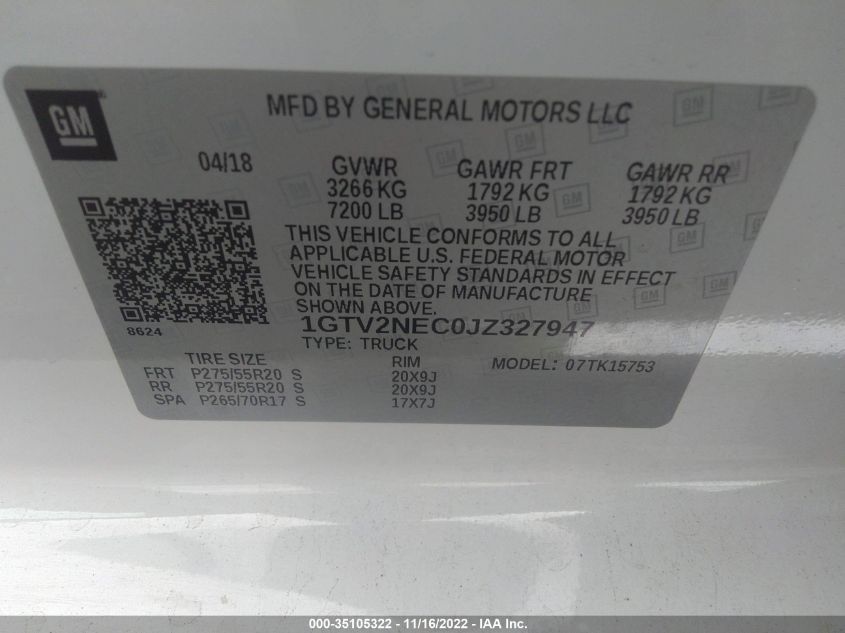 GM
MFD BY GENERAL MOTORS LLC
04/18 GVWR GAWR FRT GAWR RR
3266 KG 1792 KG 1792 KG
7200 LB 3950 LB 3950 LB
THIS VEHICLE CONFORMS TO ALL
APPLICABLE U.S. FEDERAL MOTOR
VEHICLE SAFETY STANDARDS IN EFFECT
ON THE DATE OF MANUFACTURE
SHOWN ABOVE.
8624 1GTV2NEC0JZ327947
TYPE: TRUCK
TIRE SIZE RIM MODEL: 07TK15753
FRT P275/55R20 S 20X9J
RR P275/55R20 S 20X9J
SPA P265/70R17 S 17X7J
000-35105322 - 11/16/2022 - IAA Inc.